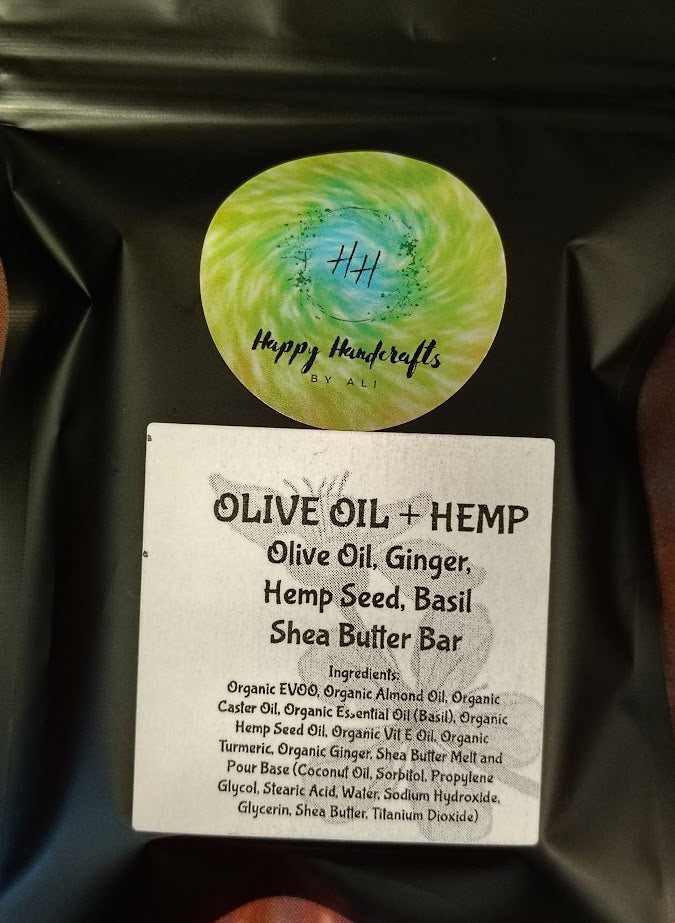 HH
Happy Handcrafts
BY ALI
OLIVE OIL + HEMP
Olive Oil, Ginger,
Hemp Seed, Basil
Shea Butter Bar
Ingredients:
Organic EVOO, Organic Almond Oil, Organic
Caster Oil, Organic Essential Oil (Basil), Organic
Hemp Seed Oil, Organic Vit E Oil, Organic
Turmeric, Organic Ginger, Shea Butter Melt and
Pour Base (Coconut Oil, Sorbitol, Propylene
Glycol, Stearic Acid, Water, Sodium Hydroxide,
Glycerin, Shea Butter, Titanium Dioxide)